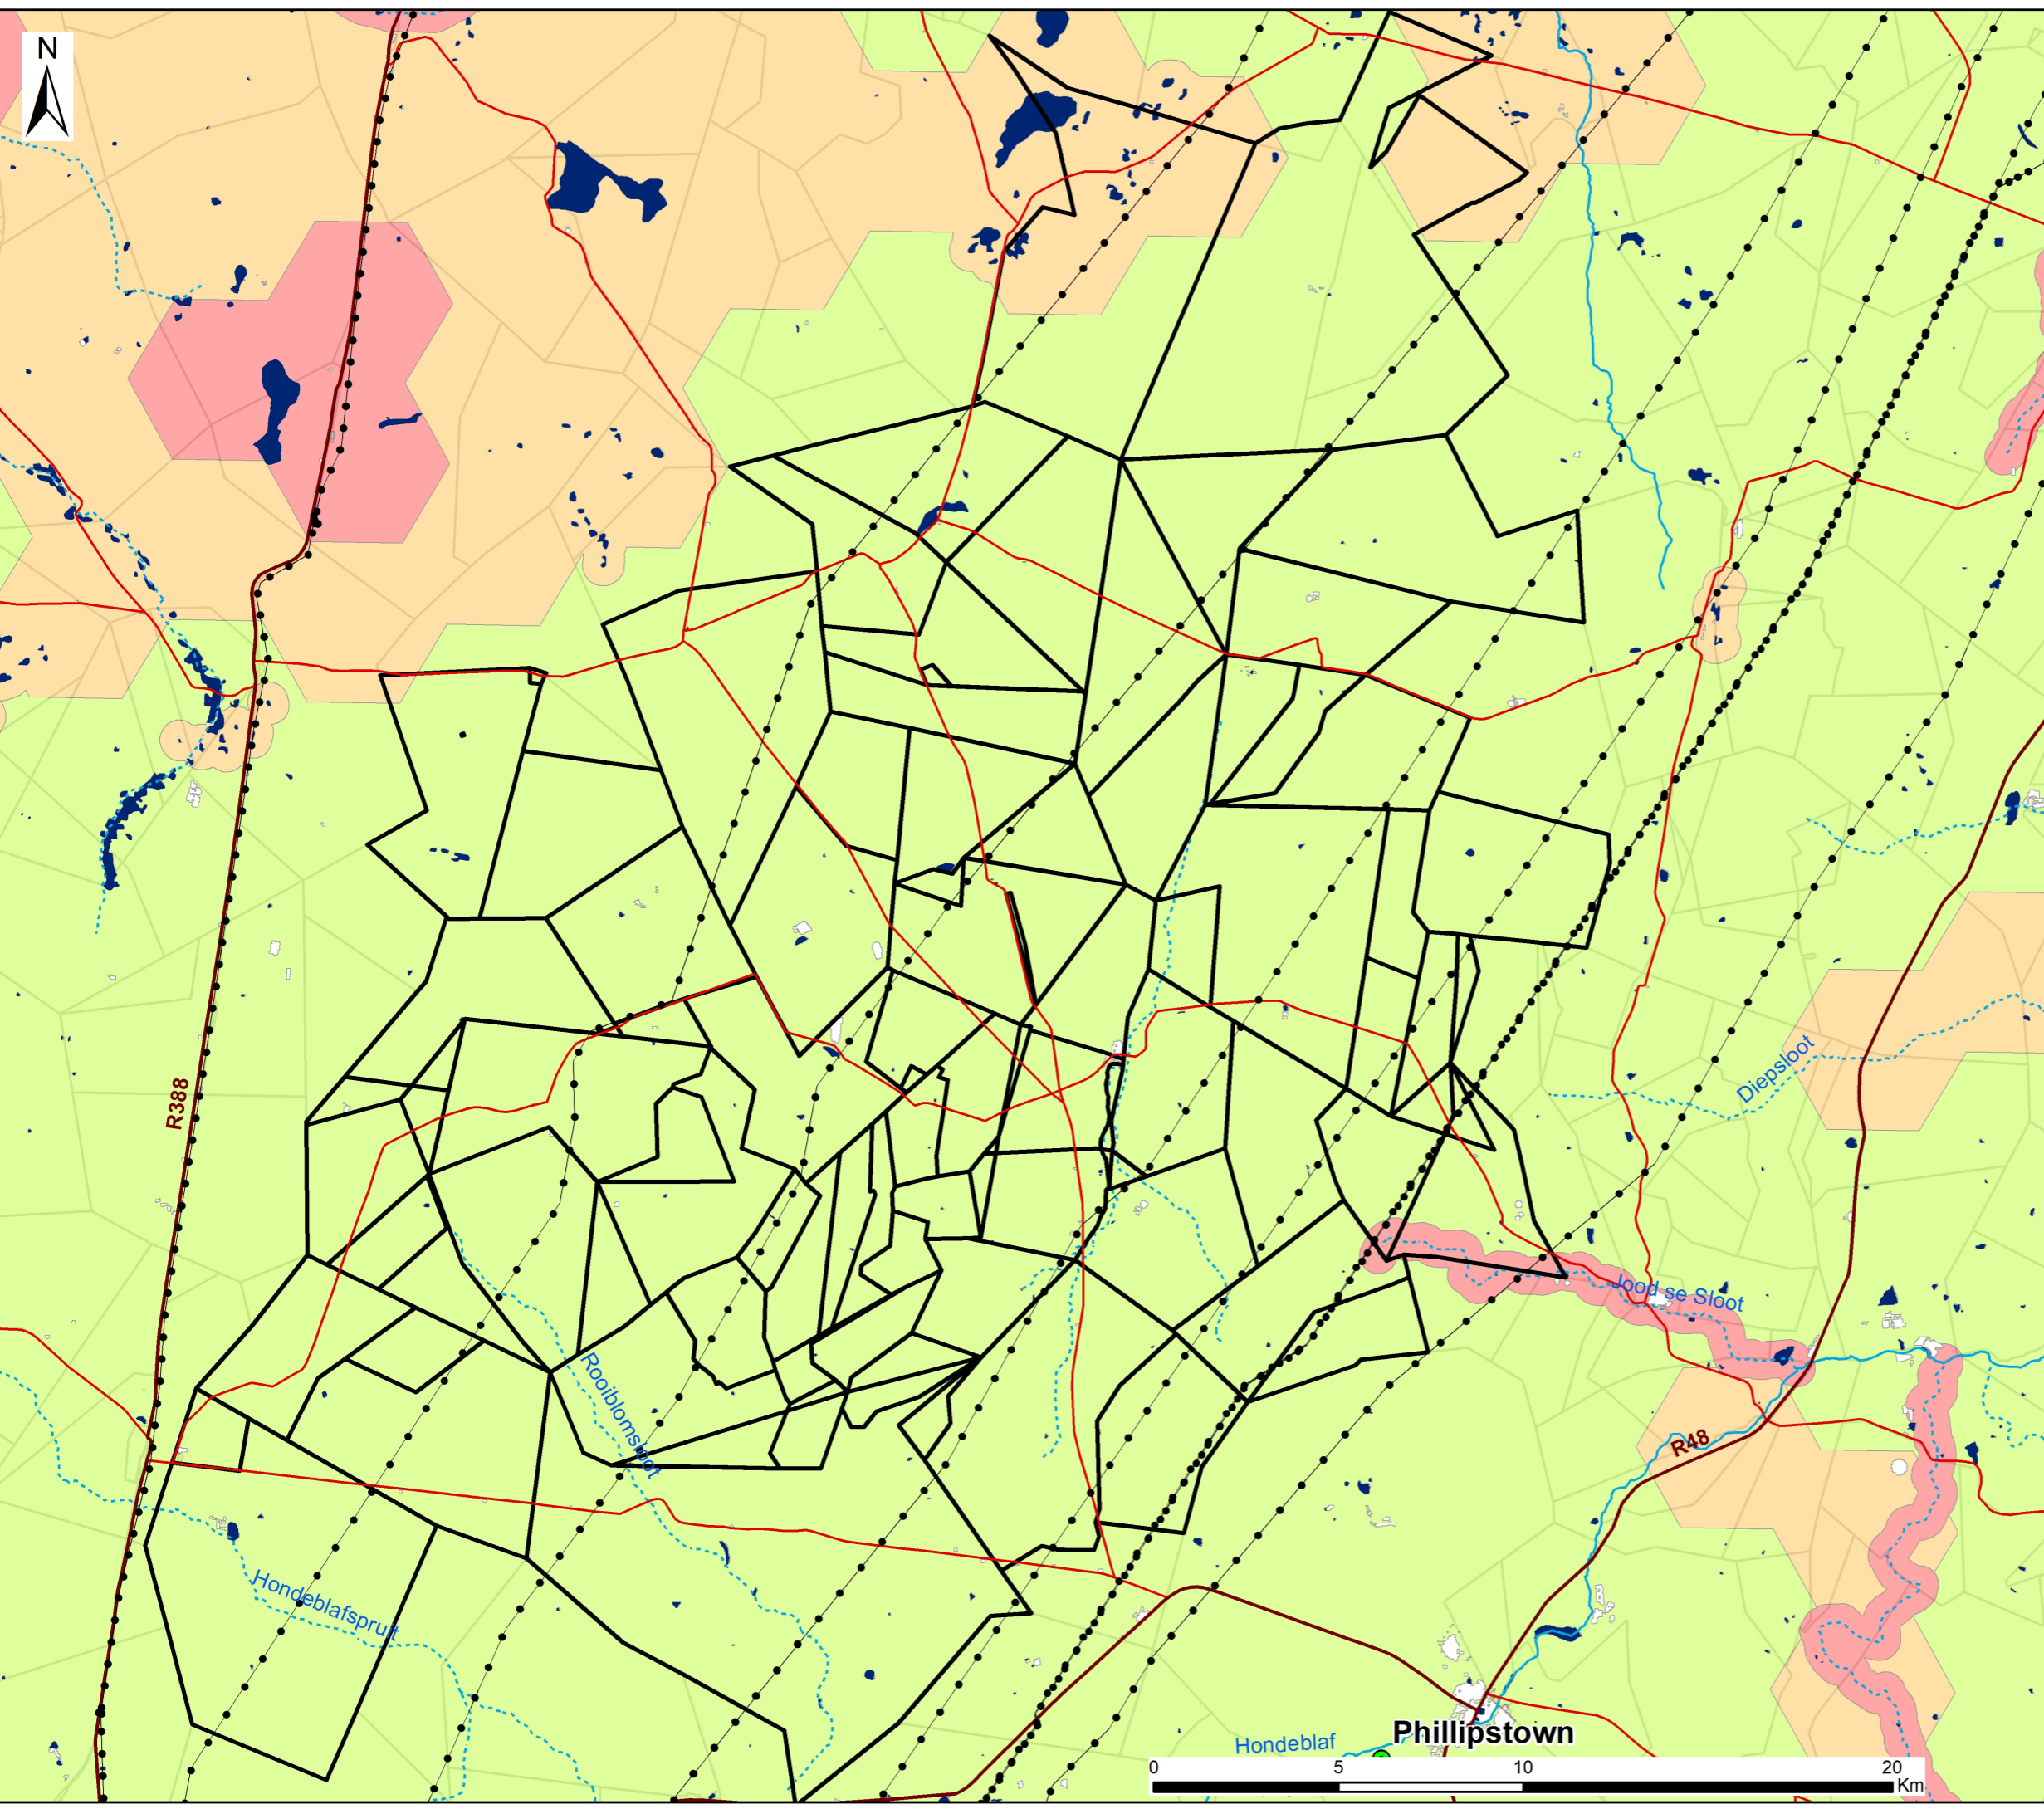 N
R388
Diepsloot
Jood se Sloot
Rooiblomsloot
R48
Hondeblafspruit
Phillipstown
Hondeblaf
0 5 10 20
Km